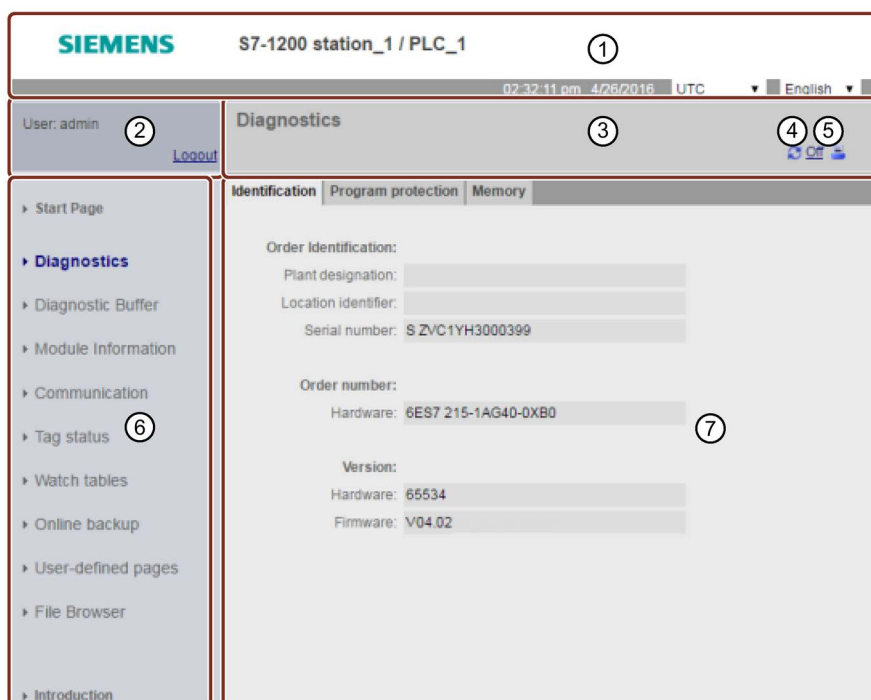 SIEMENS S7-1200 station_1 / PLC_1 1
02:32:11 pm 4/26/2016 UTC English
User: admin 2 Diagnostics 3 4 5
Logout Off
Identification Program protection Memory
Start Page
Order Identification:
Diagnostics
Plant designation:
Diagnostic Buffer Location identifier:
Serial number: S ZVC1YH3000399
Module Information
Order number:
Communication
Hardware: 6ES7 215-1AG40-0XB0
Tag status 6 7
Version:
Watch tables
Hardware: 65534
Online backup Firmware: V04.02
User-defined pages
File Browser
Introduction